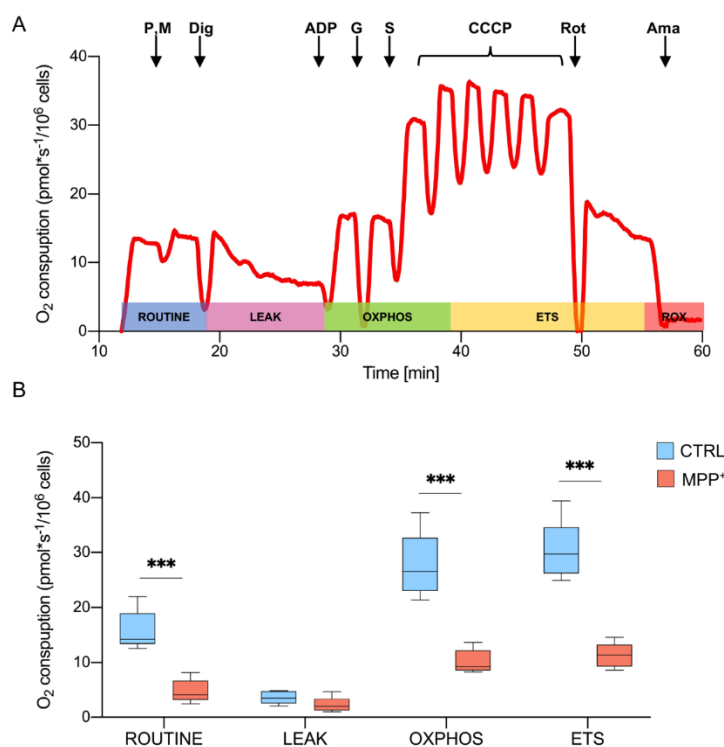 A
P,M Dig ADP G S CCCP Rot Ama
O2 conspuption (pmol*s-1/106 cells)
40
30
20
10
0
ROUTINE LEAK OXPHOS ETS ROX
10 20 30 40 50 60
Time [min]
B
O2 conspuption (pmol*s-1/106 cells)
50
40
30
20
10
0
*** *** ***
CTRL
MPP+
ROUTINE LEAK OXPHOS ETS